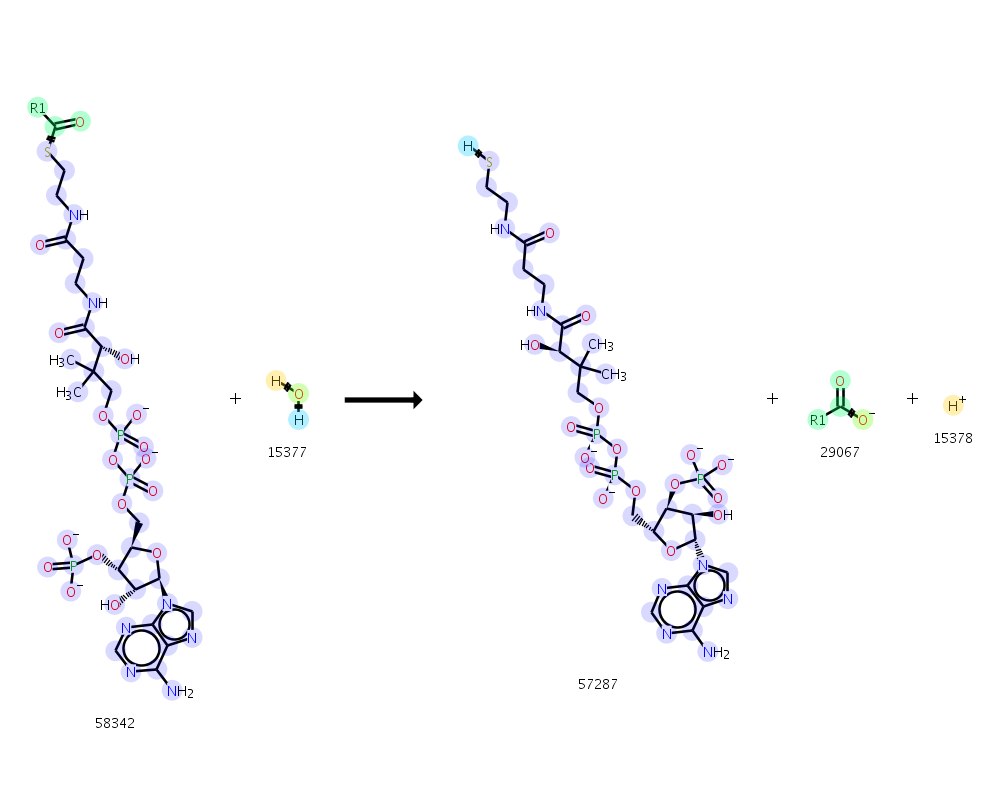 R1
O
S
NH
O
NH
O
OH
H₃C
H₃C
O
O⁻
P
O
O
O⁻
P
O
O
O⁻
O
P
O
O
O⁻
HO
N
N
N
N
NH₂
58342
+
H
O
H
15377
H
S
HN
O
HN
O
HO
CH₃
CH₃
O
O
P
O
O⁻
O
P
O⁻
O
O
O⁻
P
O⁻
O
OH
O
N
N
N
N
NH₂
57287
+
O
R1
O⁻
29067
+
H⁺
15378